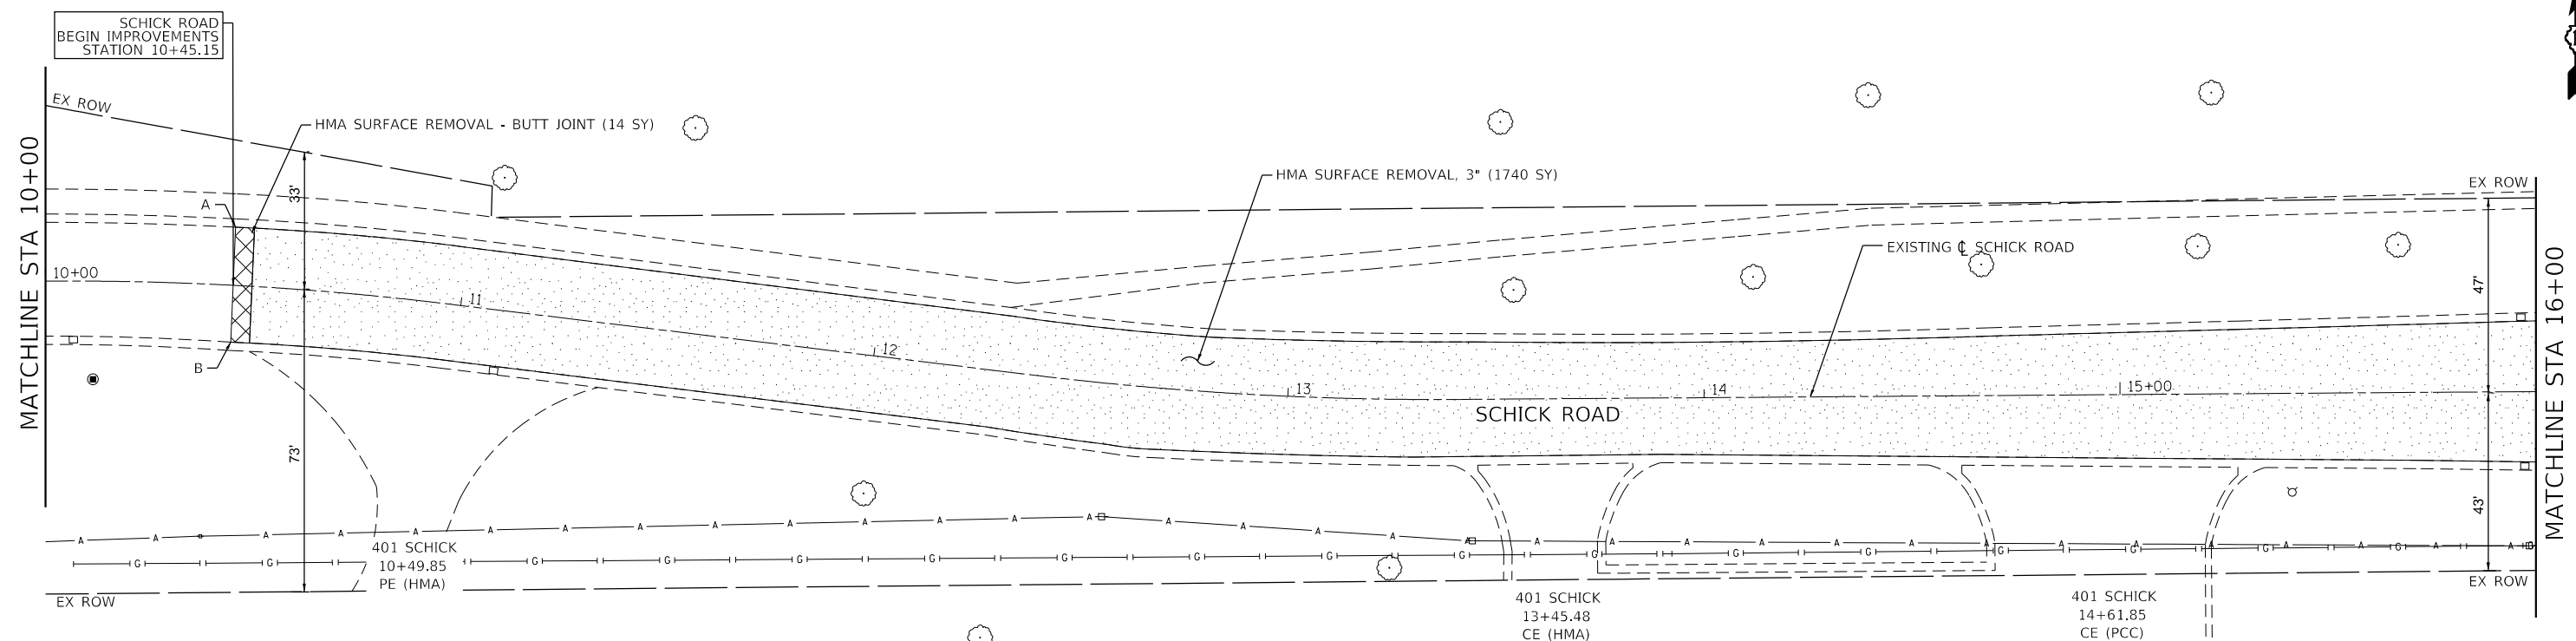 SCHICK ROAD
BEGIN IMPROVEMENTS
STATION 10+45.15
EX ROW
HMA SURFACE REMOVAL - BUTT JOINT (14 SY)
HMA SURFACE REMOVAL, 3" (1740 SY)
EX ROW
MATCHLINE STA 10+00
33'
A
EXISTING ℄ SCHICK ROAD
10+00
11
47'
MATCHLINE STA 16+00
12
B
13
14
15+00
SCHICK ROAD
73'
43'
A A A A A A A A A A A A A A A A A A A A A A A A A A A A A A A A A
G G G G G G G G G G G G G G G G G
401 SCHICK
10+49.85
PE (HMA)
EX ROW
EX ROW
401 SCHICK
13+45.48
CE (HMA)
401 SCHICK
14+61.85
CE (PCC)